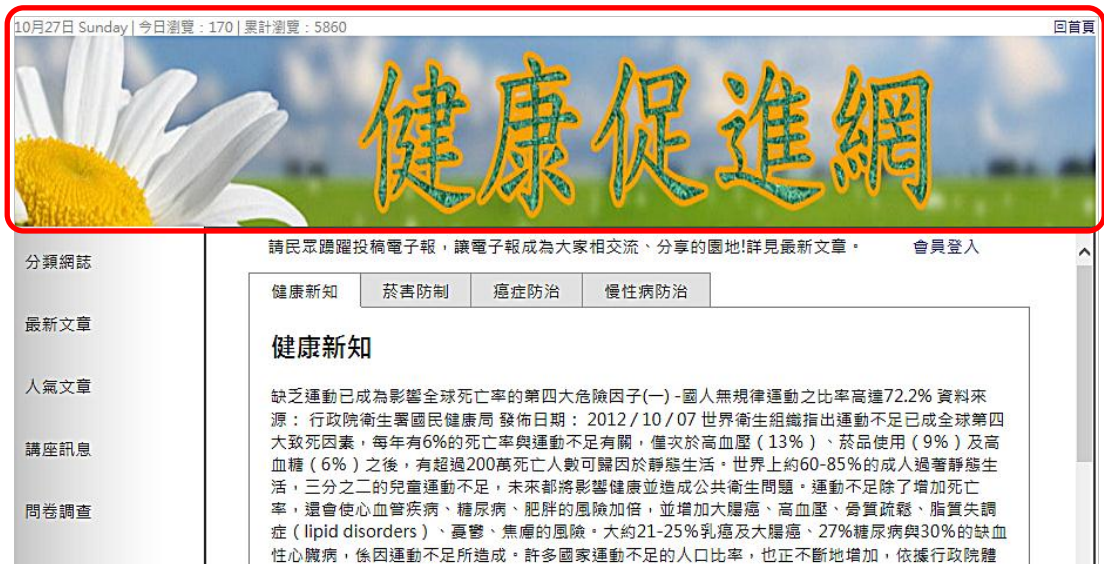 10月27日 Sunday | 今日瀏覽：170 | 累計瀏覽：5860 回首頁
健康促進網
請民眾踴躍投稿電子報，讓電子報成為大家相交流、分享的園地!詳見最新文章。 會員登入
分類網誌
最新文章
人氣文章
講座訊息
問卷調查
健康新知 菸害防制 癌症防治 慢性病防治
健康新知
缺乏運動已成為影響全球死亡率的第四大危險因子(一) -國人無規律運動之比率高達72.2% 資料來
源： 行政院衛生署國民健康局 發佈日期： 2012 / 10 / 07 世界衛生組織指出運動不足已成全球第四
大致死因素，每年有6%的死亡率與運動不足有關，僅次於高血壓（13%）、菸品使用（9%）及高
血糖（6%）之後，有超過200萬死亡人數可歸因於靜態生活。世界上約60-85%的成人過著靜態生
活，三分之二的兒童運動不足，未來都將影響健康並造成公共衛生問題。運動不足除了增加死亡
率，還會使心血管疾病、糖尿病、肥胖的風險加倍，並增加大腸癌、高血壓、骨質疏鬆、脂質失調
症（lipid disorders）、憂鬱、焦慮的風險。大約21-25%乳癌及大腸癌、27%糖尿病與30%的缺血
性心臟病，係因運動不足所造成。許多國家運動不足的人口比率，也正不斷地增加，依據行政院體